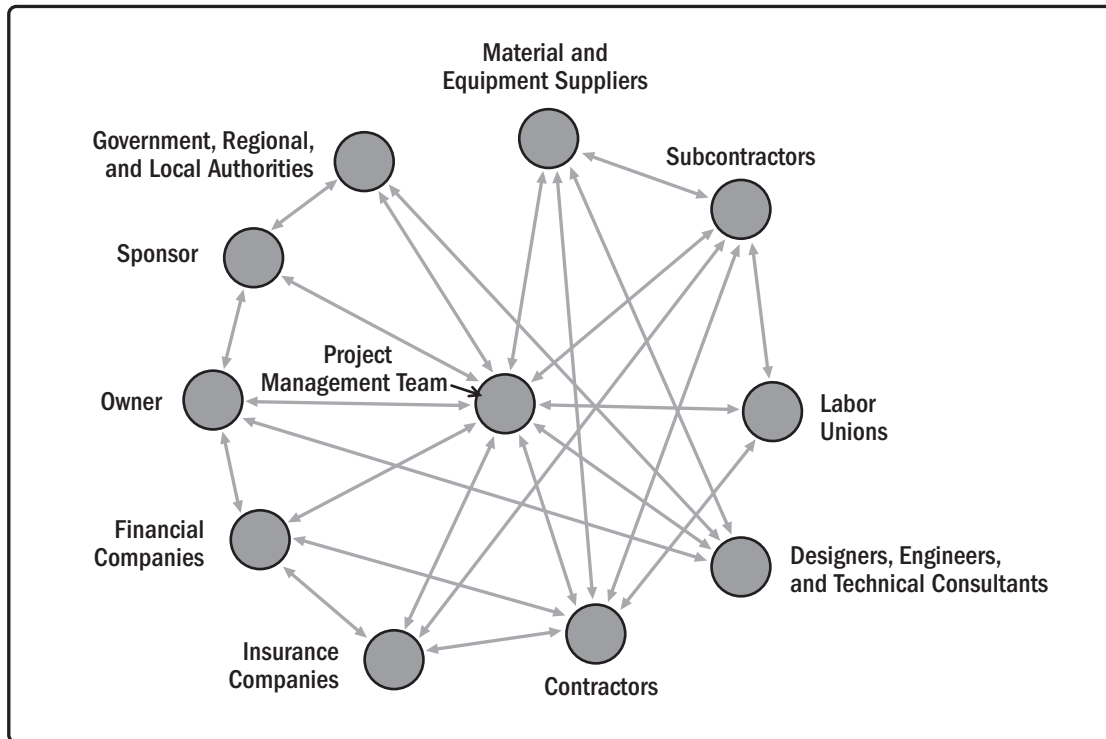 Material and
Equipment Suppliers
Government, Regional,
and Local Authorities
Subcontractors
Sponsor
Project
Management Team
Owner
Labor
Unions
Financial
Companies
Designers, Engineers,
and Technical Consultants
Insurance
Companies
Contractors